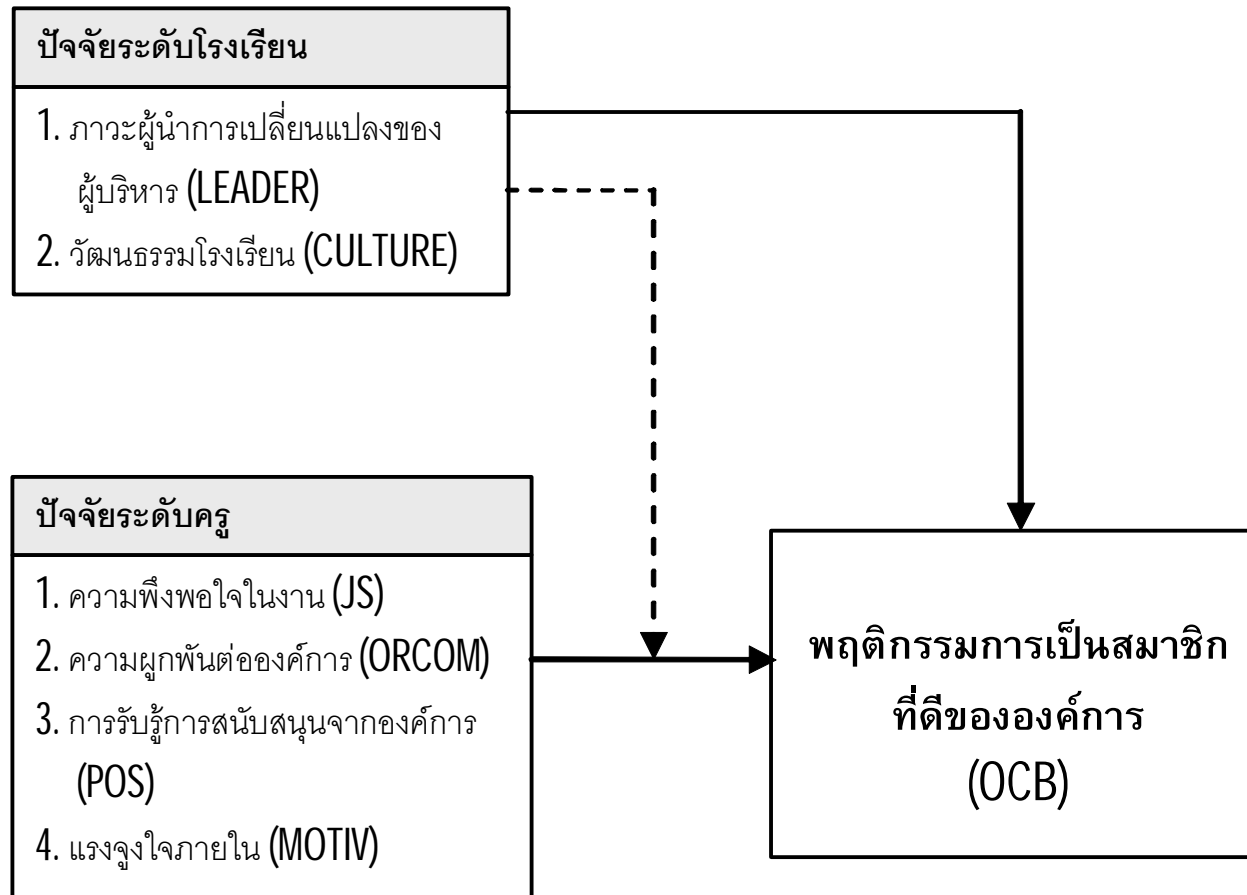 ปัจจัยระดับโรงเรียน
1. ภาวะผู้นำการเปลี่ยนแปลงของ
ผู้บริหาร (LEADER)
2. วัฒนธรรมโรงเรียน (CULTURE)
ปัจจัยระดับครู
1. ความพึงพอใจในงาน (JS)
2. ความผูกพันต่อองค์การ (ORCOM)
3. การรับรู้การสนับสนุนจากองค์การ
(POS)
4. แรงจูงใจภายใน (MOTIV)
พฤติกรรมการเป็นสมาชิก
ที่ดีขององค์การ
(OCB)